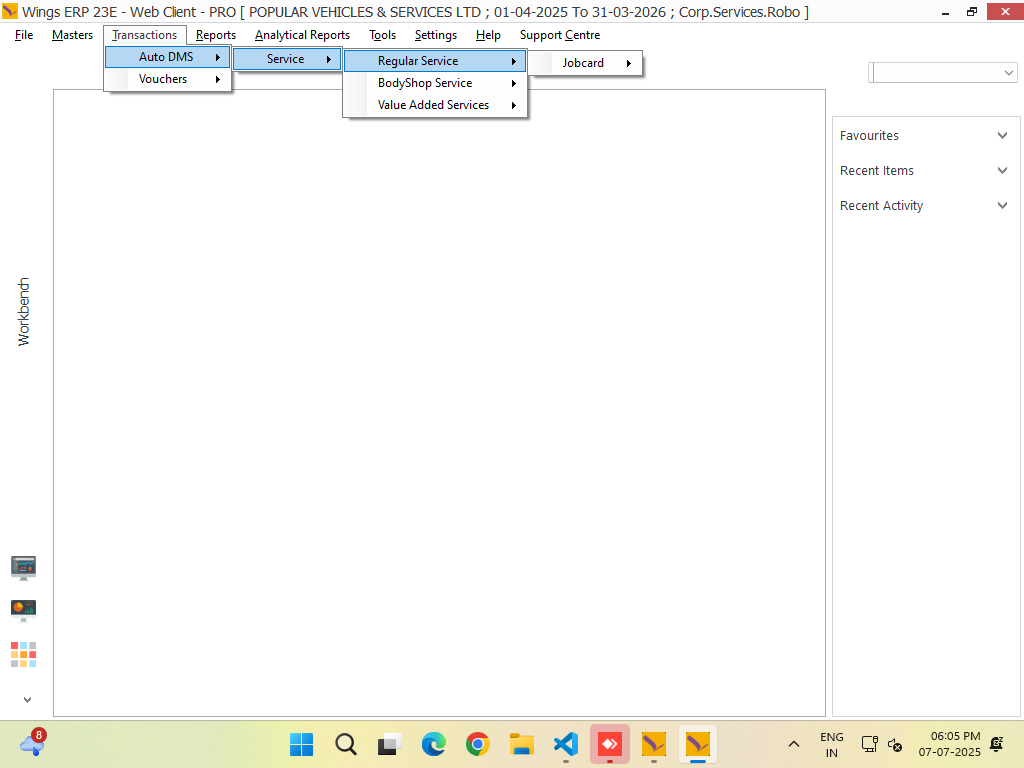 Wings ERP 23E - Web Client - PRO [ POPULAR VEHICLES & SERVICES LTD ; 01-04-2025 To 31-03-2026 ; Corp.Services.Robo ]
File Masters Transactions Reports Analytical Reports Tools Settings Help Support Centre
Auto DMS
Vouchers
Service
Regular Service
BodyShop Service
Value Added Services
Jobcard
Favourites
Recent Items
Recent Activity
Workbench
8
ENG
IN
06:05 PM
07-07-2025